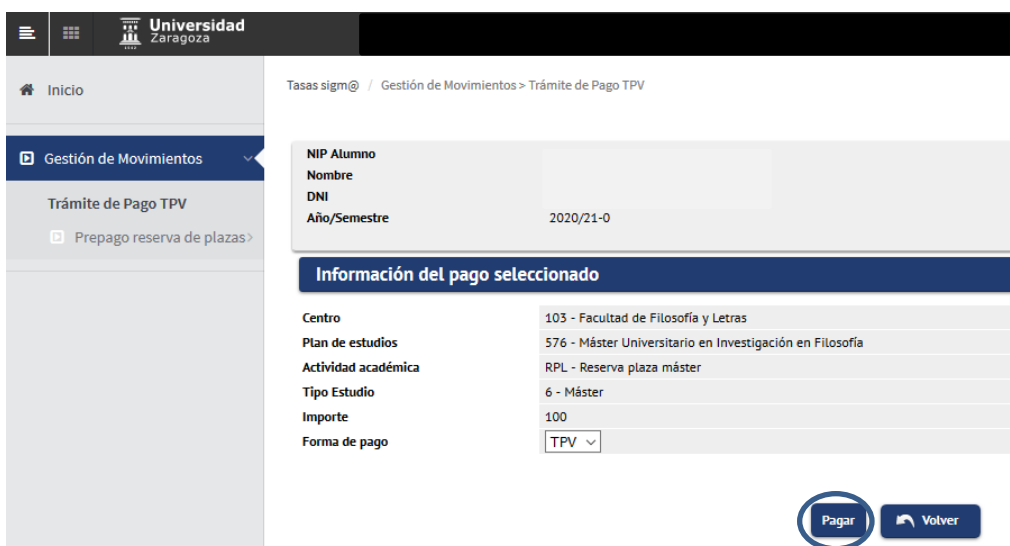 Universidad
Zaragoza
1542
Inicio
Tasas sigm@ / Gestión de Movimientos > Trámite de Pago TPV
Gestión de Movimientos
Trámite de Pago TPV
Prepago reserva de plazas
NIP Alumno
Nombre
DNI
Año/Semestre 2020/21-0
Información del pago seleccionado
Centro 103 - Facultad de Filosofía y Letras
Plan de estudios 576 - Máster Universitario en Investigación en Filosofía
Actividad académica RPL - Reserva plaza máster
Tipo Estudio 6 - Máster
Importe 100
Forma de pago TPV
Pagar Volver